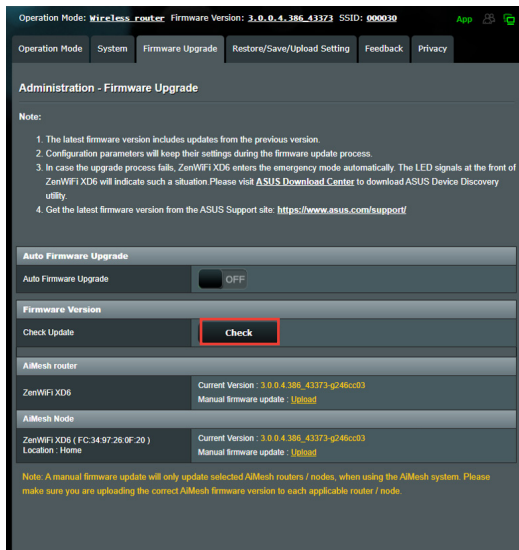 Operation Mode: Wireless router Firmware Version: 3.0.0.4.386_43373 SSID: 000030 App
Operation Mode System Firmware Upgrade Restore/Save/Upload Setting Feedback Privacy
Administration - Firmware Upgrade
Note:
1. The latest firmware version includes updates from the previous version.
2. Configuration parameters will keep their settings during the firmware update process.
3. In case the upgrade process fails, ZenWiFi XD6 enters the emergency mode automatically. The LED signals at the front of
ZenWiFi XD6 will indicate such a situation.Please visit ASUS Download Center to download ASUS Device Discovery
utility.
4. Get the latest firmware version from the ASUS Support site: https://www.asus.com/support/
Auto Firmware Upgrade
Auto Firmware Upgrade OFF
Firmware Version
Check Update Check
AiMesh router
ZenWiFi XD6
Current Version : 3.0.0.4.386_43373-g246cc03
Manual firmware update : Upload
AiMesh Node
ZenWiFi XD6 ( FC:34:97:26:0F:20 )
Location : Home
Current Version : 3.0.0.4.386_43373-g246cc03
Manual firmware update : Upload
Note: A manual firmware update will only update selected AiMesh routers / nodes, when using the AiMesh system. Please
make sure you are uploading the correct AiMesh firmware version to each applicable router / node.